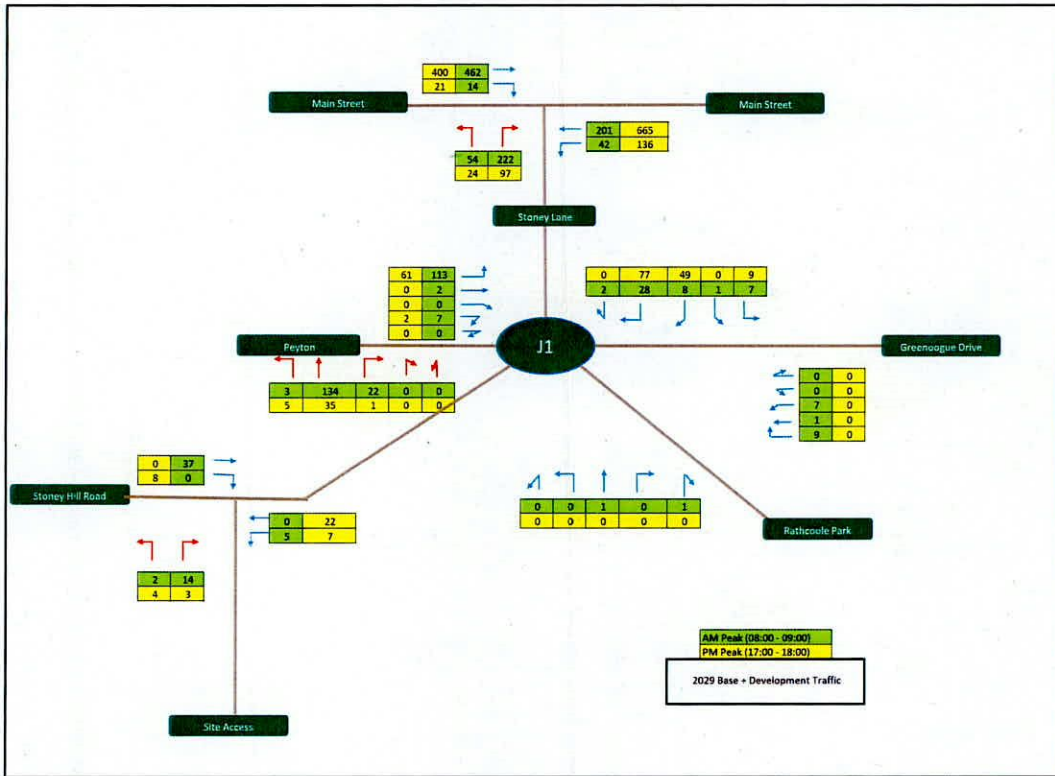 400 462
21 14
Main Street
Main Street
201 665
42 136
54 222
24 97
Stoney Lane
61 113
0 2
0 0
2 7
0 0
0 77 49 0 9
2 28 8 1 7
Peyton
J1
Greenogue Drive
3 134 22 0 0
5 35 1 0 0
0 0
0 0
7 0
1 0
9 0
0 37
8 0
Stoney Hill Road
0 22
5 7
0 0 1 0 1
0 0 0 0 0
Rathcoole Park
2 14
4 3
AM Peak (08:00 - 09:00)
PM Peak (17:00 - 18:00)
2029 Base + Development Traffic
Site Access